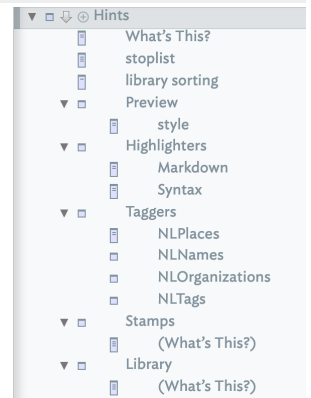 Hints
What's This?
stoplist
library sorting
Preview
style
Highlighters
Markdown
Syntax
Taggers
NLPlaces
NLNames
NLOrganizations
NLTags
Stamps
(What's This?)
Library
(What's This?)